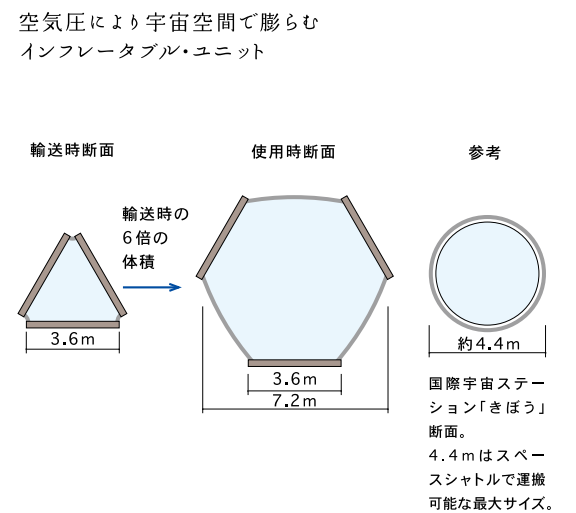 空気圧により宇宙空間で膨らむ
インフレータブル・ユニット
輸送時断面
使用時断面
参考
輸送時の
6倍の
体積
3.6m
3.6m
7.2m
約4.4m
国際宇宙ステー
ション「きぼう」
断面。
4.4mはスペー
スシャトルで運搬
可能な最大サイズ。